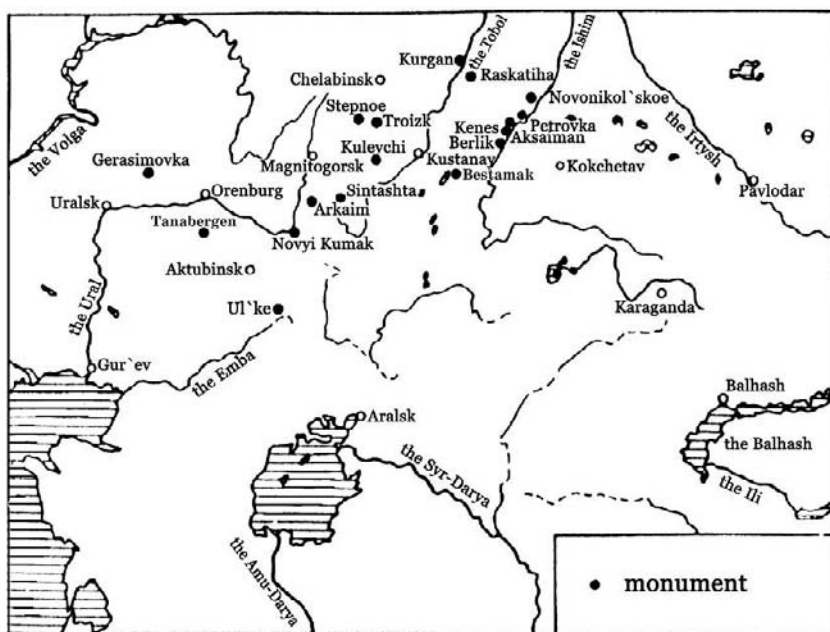 Kurgan
the Tobol
the Ishim
Chelabinsk
Raskatiha
Stepnoe
Novonikol`skoe
Troizk
Kenes
Petrovka
the Irtysh
the Volga
Berlik
Aksaiman
Gerasimovka
Kulevchi
Magnitogorsk
Kustanay
Kokchetav
Bestamak
Pavlodar
Orenburg
Sintashta
Uralsk
Arkaim
Tanabergen
Novyi Kumak
Aktubinsk
the Ural
Ul`ke
Karaganda
Gur`ev
the Emba
Balhash
Aralsk
the Balhash
the Syr-Darya
the Ili
the Amu-Darya
monument